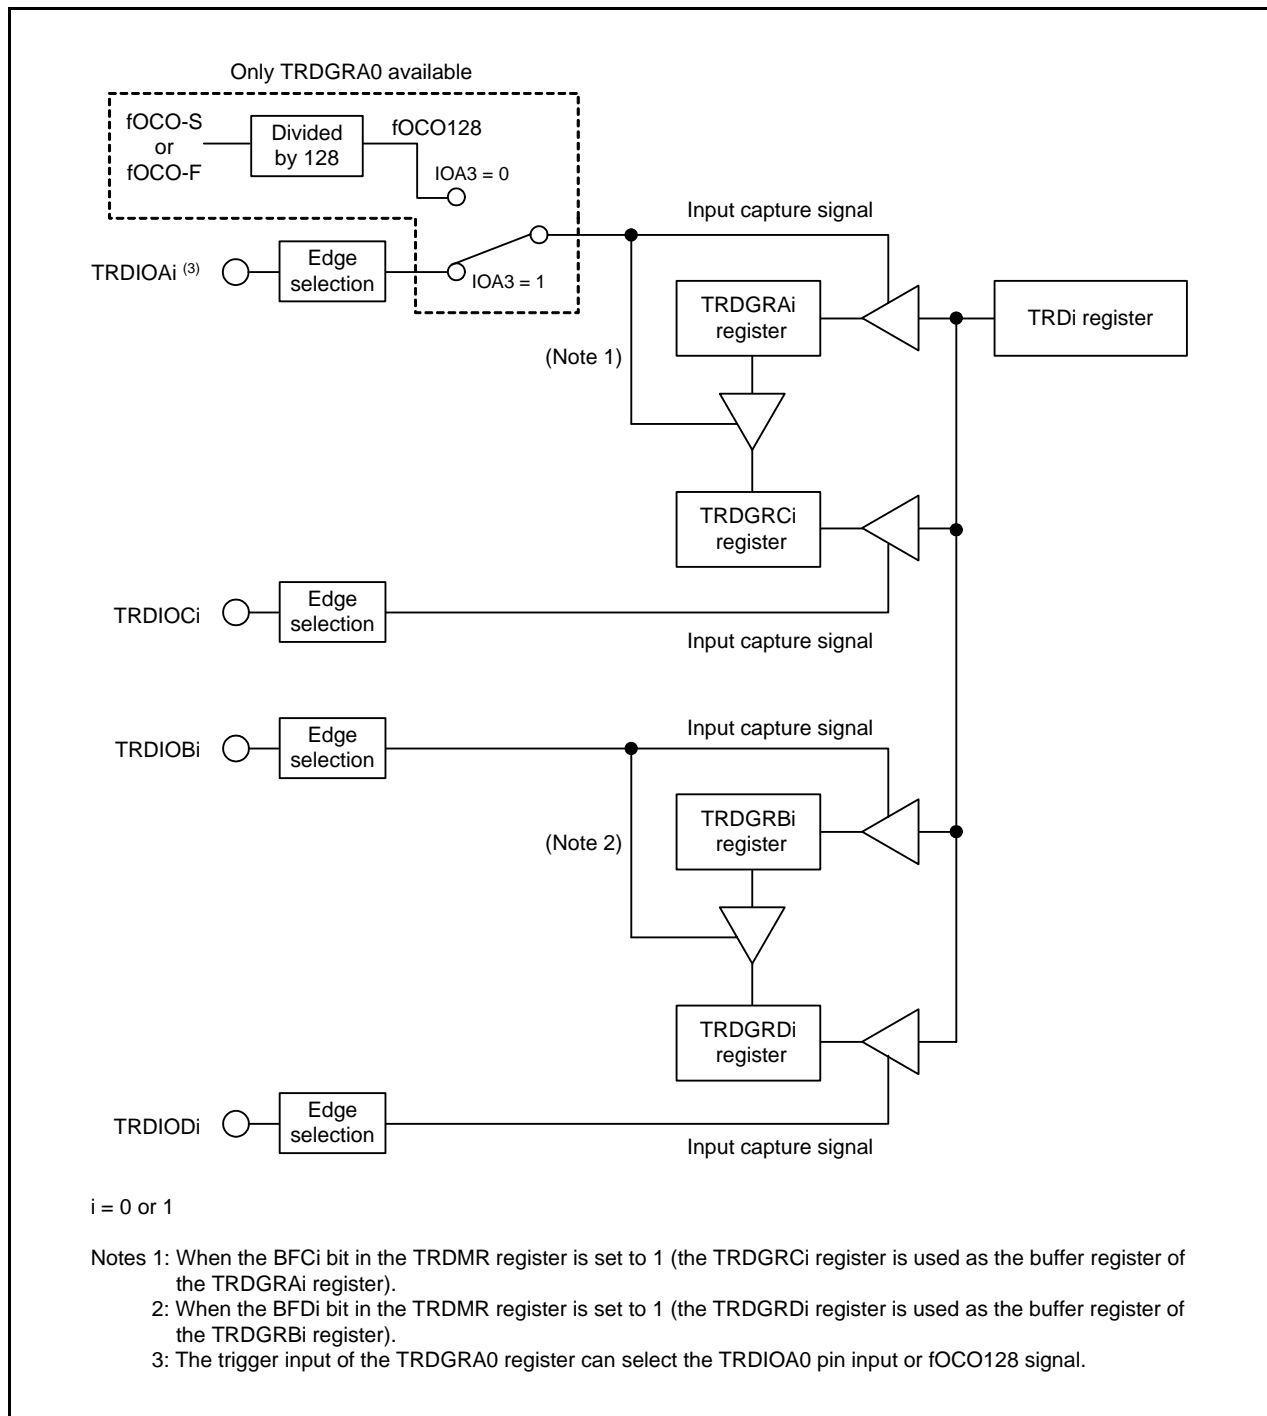 Only TRDGRA0 available
fOCO-S
or
fOCO-F
Divided
by 128
fOCO128
IOA3 = 0
Input capture signal
TRDIOAi (3)
Edge
selection
IOA3 = 1
TRDGRAi
register
TRDi register
(Note 1)
TRDGRCi
register
TRDIOCi
Edge
selection
Input capture signal
TRDIOBi
Edge
selection
Input capture signal
TRDGRBi
register
(Note 2)
TRDGRDi
register
TRDIODi
Edge
selection
Input capture signal
i = 0 or 1
Notes 1: When the BFCi bit in the TRDMR register is set to 1 (the TRDGRCi register is used as the buffer register of
the TRDGRAi register).
2: When the BFDi bit in the TRDMR register is set to 1 (the TRDGRDi register is used as the buffer register of
the TRDGRBi register).
3: The trigger input of the TRDGRA0 register can select the TRDIOA0 pin input or fOCO128 signal.